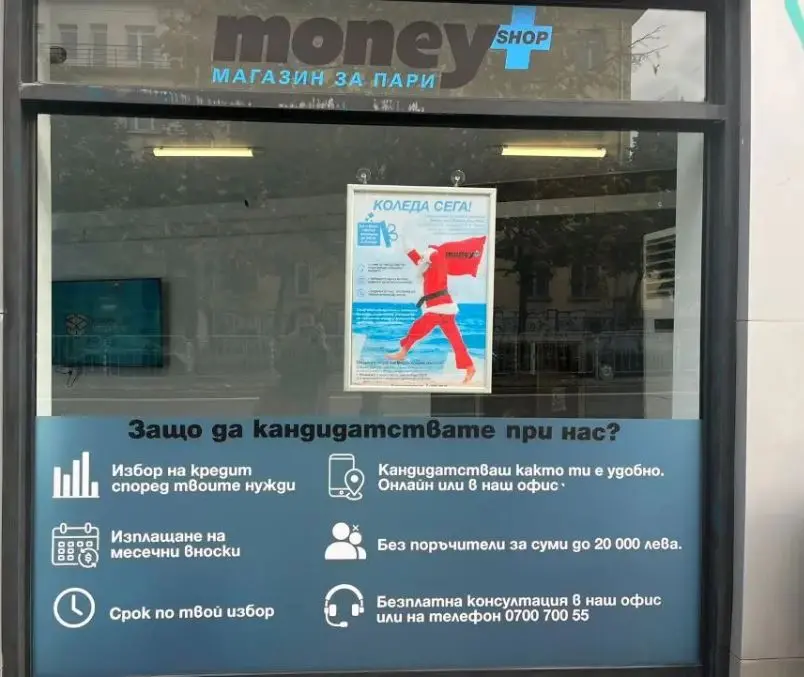 money SHOP
МАГАЗИН ЗА ПАРИ
КОЛЕДА СЕГА!
money
Защо да кандидатствате при нас?
Избор на кредит
според твоите нужди
Изплащане на
месечни вноски
Срок по твой избор
Кандидатстваш както ти е удобно.
Онлайн или в наш офис
Без поръчители за суми до 20 000 лева.
Безплатна консултация в наш офис
или на телефон 0700 700 55